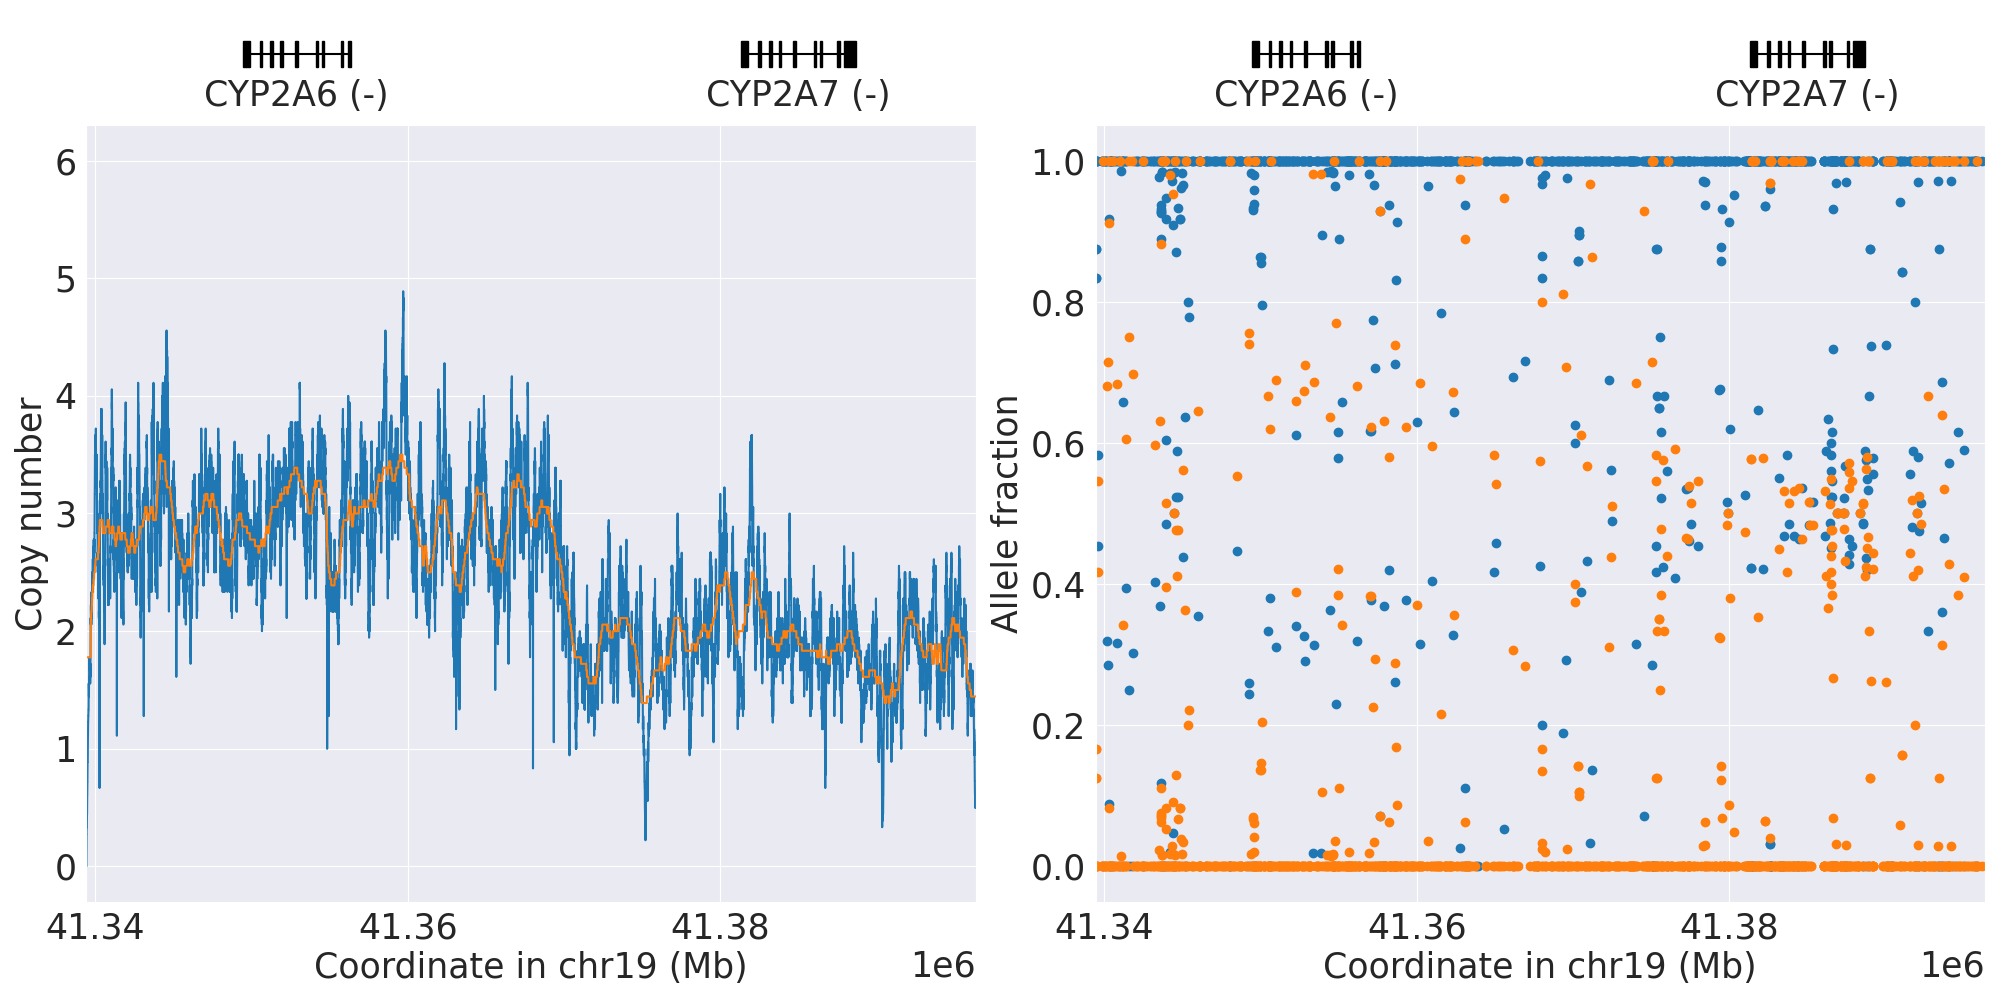 CYP2A6 (-) CYP2A7 (-)
6
5
4
3
2
1
0
Copy number
41.34 41.36 41.38
Coordinate in chr19 (Mb) 1e6
CYP2A6 (-) CYP2A7 (-)
1.0
0.8
0.6
0.4
0.2
0.0
Allele fraction
41.34 41.36 41.38
Coordinate in chr19 (Mb) 1e6